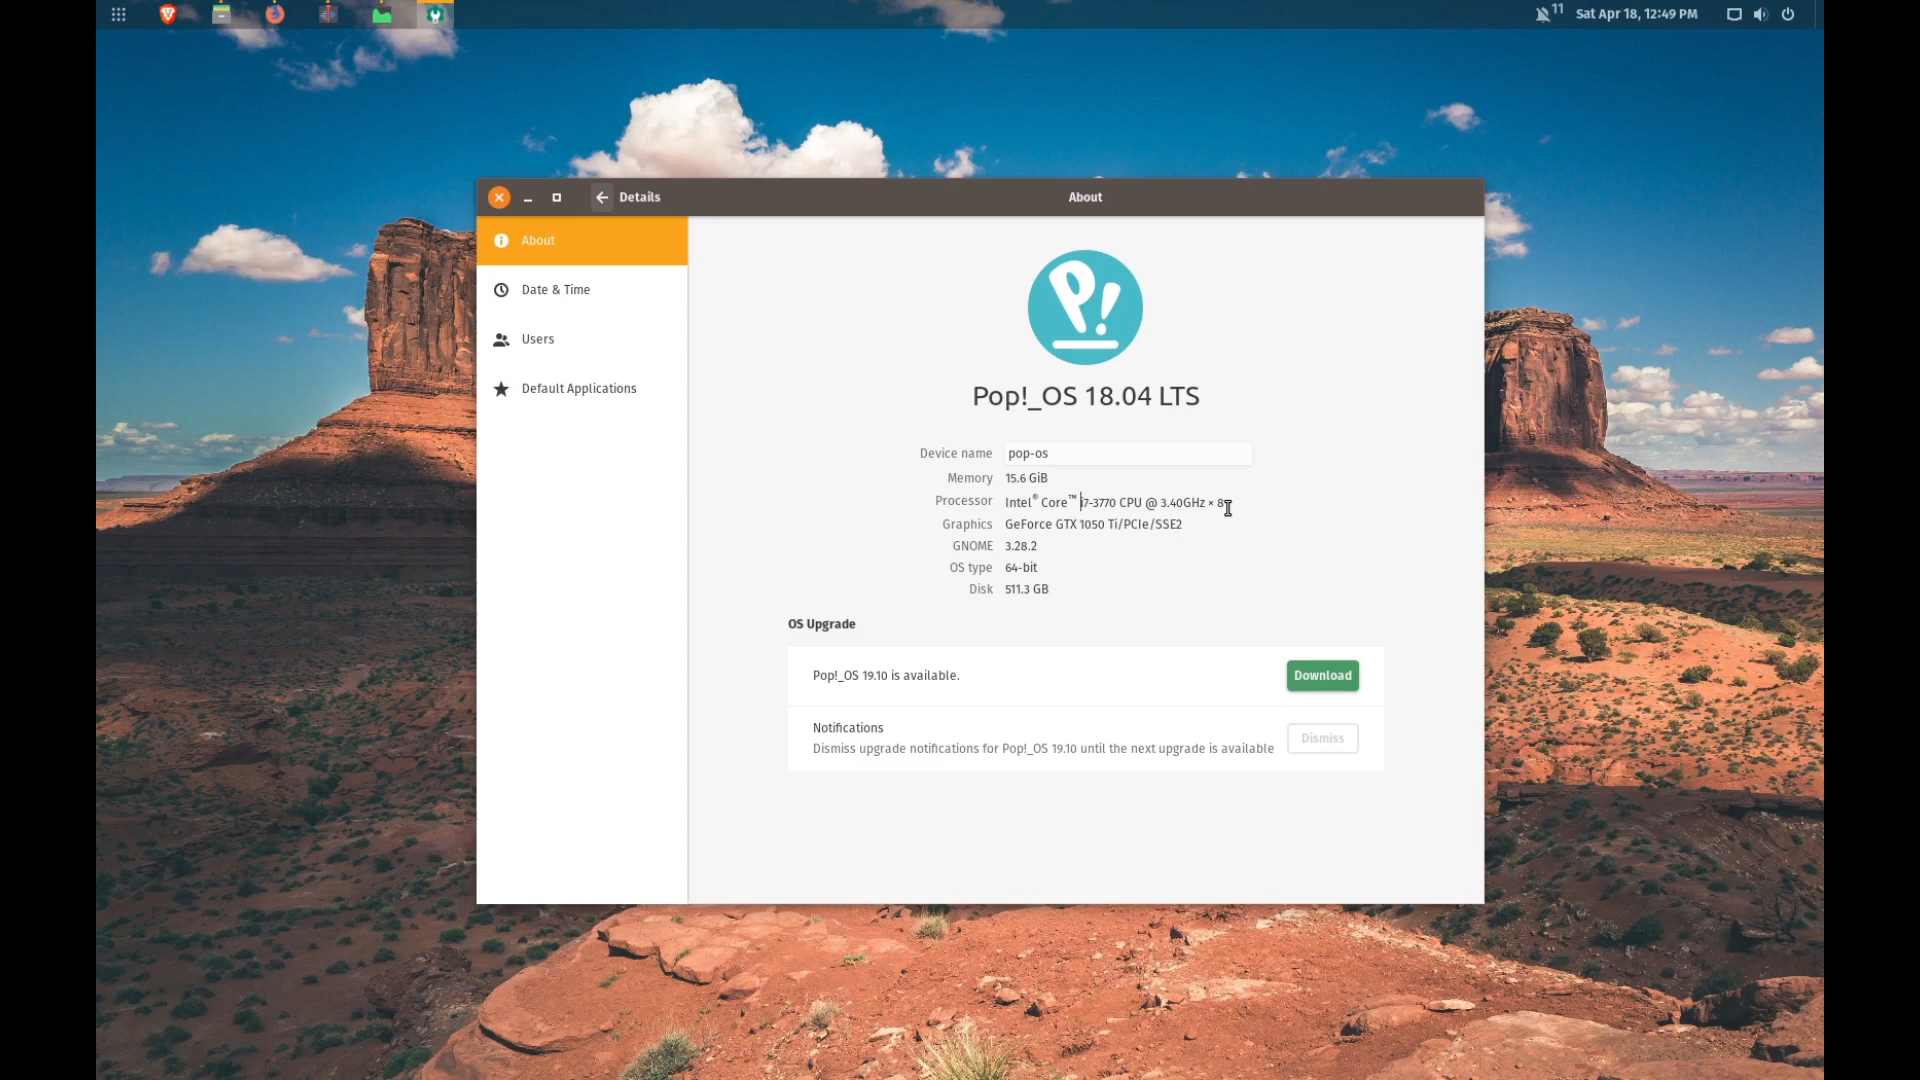 11 Sat Apr 18, 12:49 PM
Details
About
About
Date & Time
Users
Default Applications
P!
Pop!_OS 18.04 LTS
Device name pop-os
Memory 15.6 GiB
Processor Intel® Core™ i7-3770 CPU @ 3.40GHz × 8
Graphics GeForce GTX 1050 Ti/PCIe/SSE2
GNOME 3.28.2
OS type 64-bit
Disk 511.3 GB
OS Upgrade
Pop!_OS 19.10 is available.
Download
Notifications
Dismiss upgrade notifications for Pop!_OS 19.10 until the next upgrade is available
Dismiss